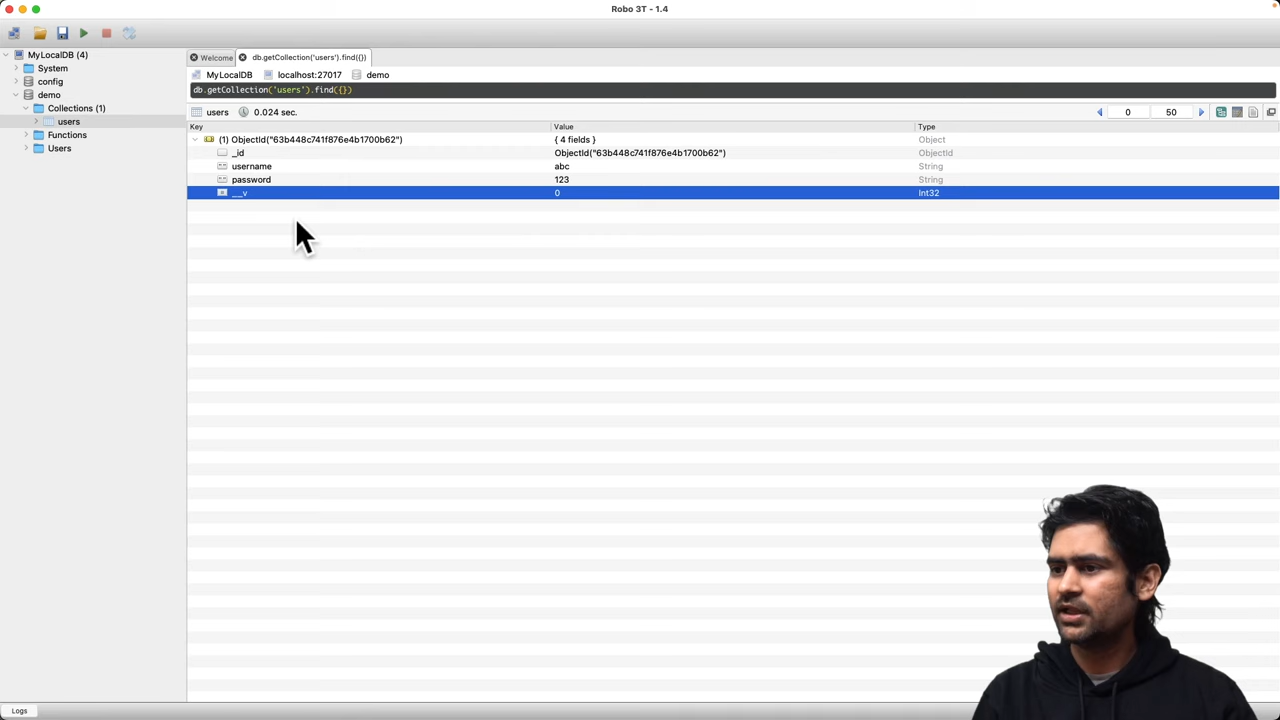 Robo 3T - 1.4
MyLocalDB (4)
System
config
demo
Collections (1)
users
Functions
Users
Welcome
db.getCollection('users').find({})
MyLocalDB localhost:27017 demo
db.getCollection('users').find({})
users 0.024 sec. 0 50
Key Value Type
(1) ObjectId("63b448c741f876e4b1700b62") { 4 fields } Object
_id ObjectId("63b448c741f876e4b1700b62") ObjectId
username abc String
password 123 String
__v 0 Int32
Logs